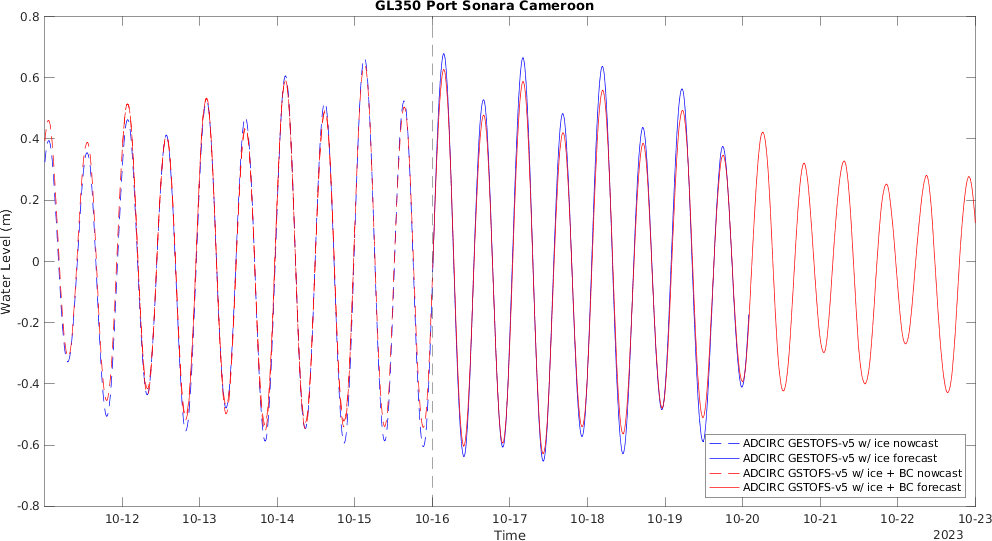 GL350 Port Sonara Cameroon
0.8
0.6
0.4
0.2
0
-0.2
-0.4
-0.6
-0.8
Water Level (m)
10-12 10-13 10-14 10-15 10-16 10-17 10-18 10-19 10-20 10-21 10-22 10-23
Time
2023
ADCIRC GESTOFS-v5 w/ ice nowcast
ADCIRC GESTOFS-v5 w/ ice forecast
ADCIRC GSTOFS-v5 w/ ice + BC nowcast
ADCIRC GSTOFS-v5 w/ ice + BC forecast